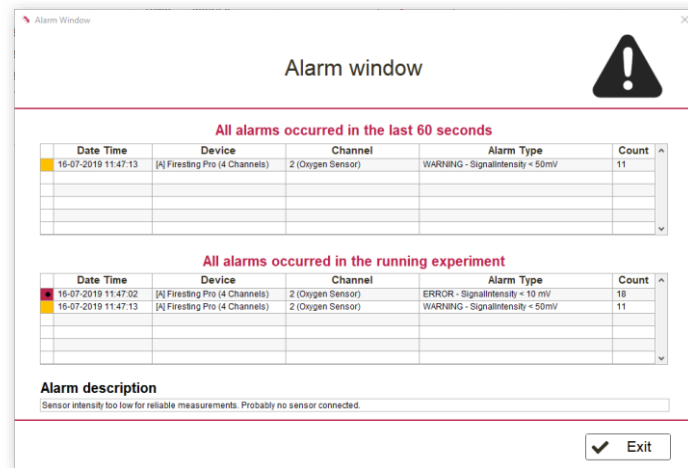 Alarm Window
Alarm window
All alarms occurred in the last 60 seconds
Date Time Device Channel Alarm Type Count
16-07-2019 11:47:13 [A] Firesting Pro (4 Channels) 2 (Oxygen Sensor) WARNING - SignalIntensity < 50mV 11
All alarms occurred in the running experiment
Date Time Device Channel Alarm Type Count
16-07-2019 11:47:02 [A] Firesting Pro (4 Channels) 2 (Oxygen Sensor) ERROR - SignalIntensity < 10 mV 18
16-07-2019 11:47:13 [A] Firesting Pro (4 Channels) 2 (Oxygen Sensor) WARNING - SignalIntensity < 50mV 11
Alarm description
Sensor intensity too low for reliable measurements. Probably no sensor connected.
Exit